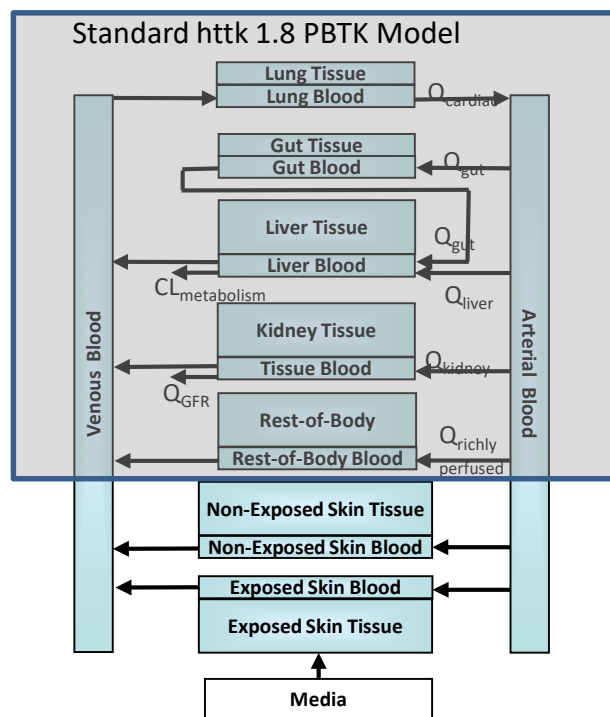 Standard httk 1.8 PBTK Model
Lung Tissue
Lung Blood
Qcardiac
Gut Tissue
Gut Blood
Qgut
Liver Tissue
Qgut
Liver Blood
CLmetabolism
Qliver
Kidney Tissue
Tissue Blood
Qkidney
QGFR
Rest-of-Body
Qrichly
perfused
Rest-of-Body Blood
Venous Blood
Arterial Blood
Non-Exposed Skin Tissue
Non-Exposed Skin Blood
Exposed Skin Blood
Exposed Skin Tissue
Media